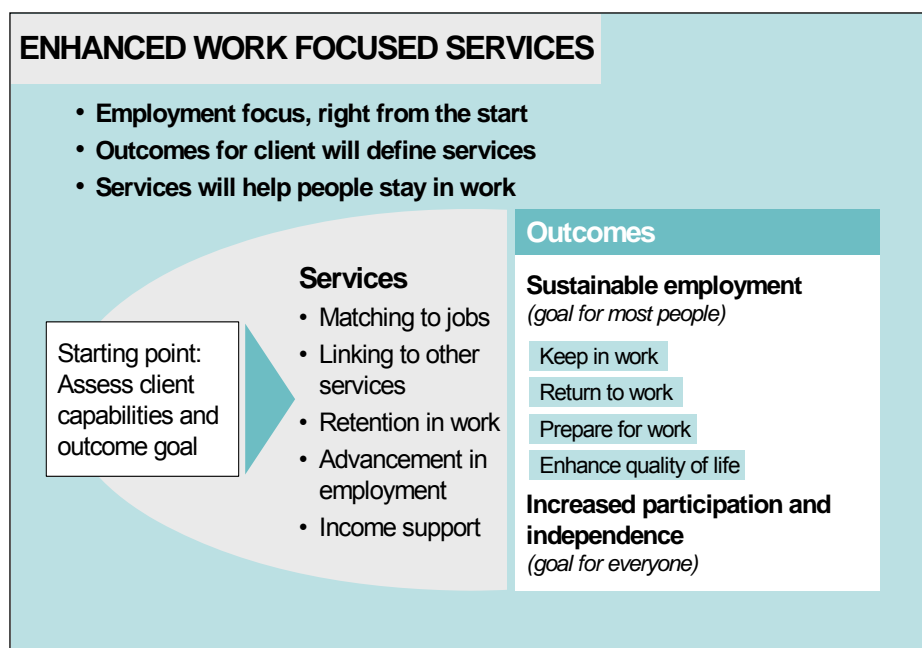 ENHANCED WORK FOCUSED SERVICES
• Employment focus, right from the start
• Outcomes for client will define services
• Services will help people stay in work
Starting point:
Assess client
capabilities and
outcome goal
Services
• Matching to jobs
• Linking to other
services
• Retention in work
• Advancement in
employment
• Income support
Outcomes
Sustainable employment
(goal for most people)
Keep in work
Return to work
Prepare for work
Enhance quality of life
Increased participation and
independence
(goal for everyone)